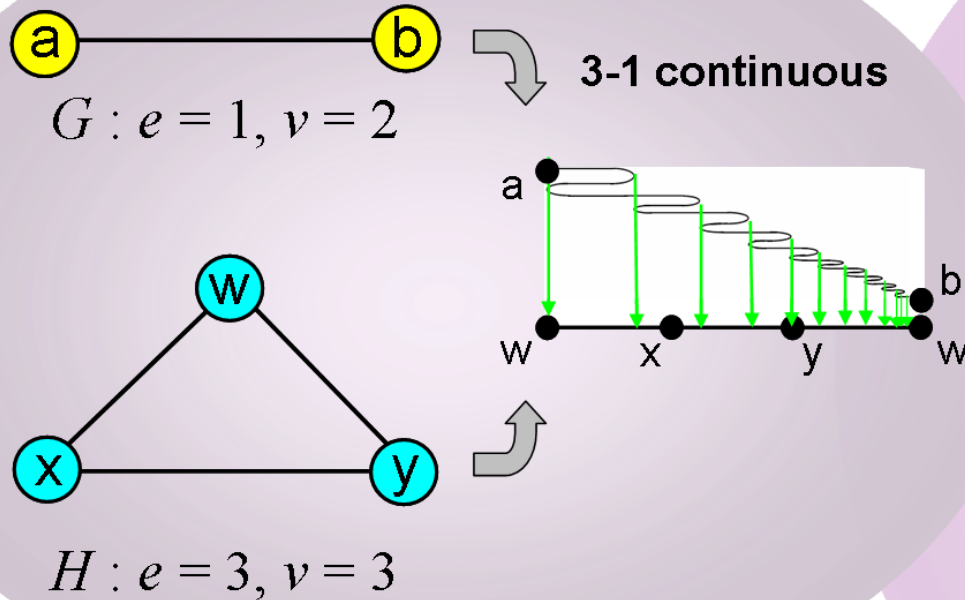 a
b
G : e = 1, v = 2
3-1 continuous
a
b
w
x
y
w
w
x
y
H : e = 3, v = 3